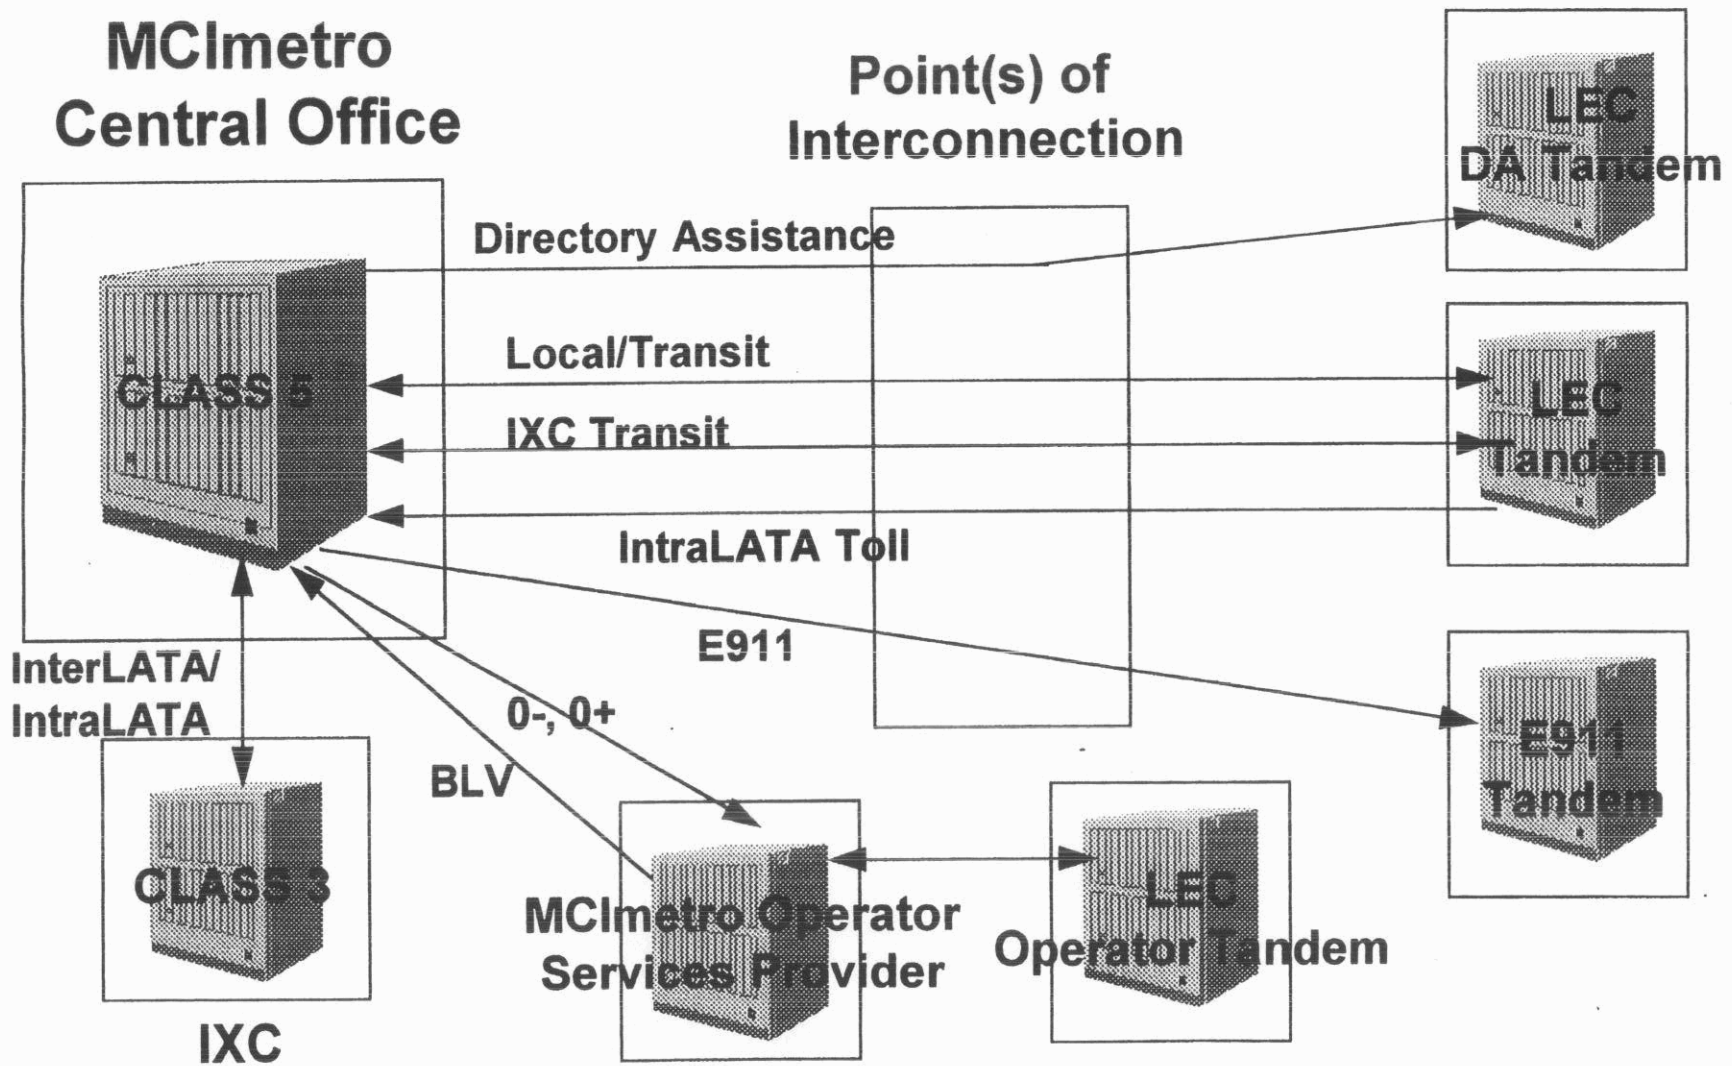 MCImetro
Central Office
Point(s) of
Interconnection
LEC
DA Tandem
Directory Assistance
Local/Transit
CLASS 5
LEC
IXC Transit
Tandem
IntraLATA Toll
E911
InterLATA/
IntraLATA
0-, 0+
BLV
E911
Tandem
CLASS 3
LEC
MCImetro Operator
Operator Tandem
Services Provider
IXC